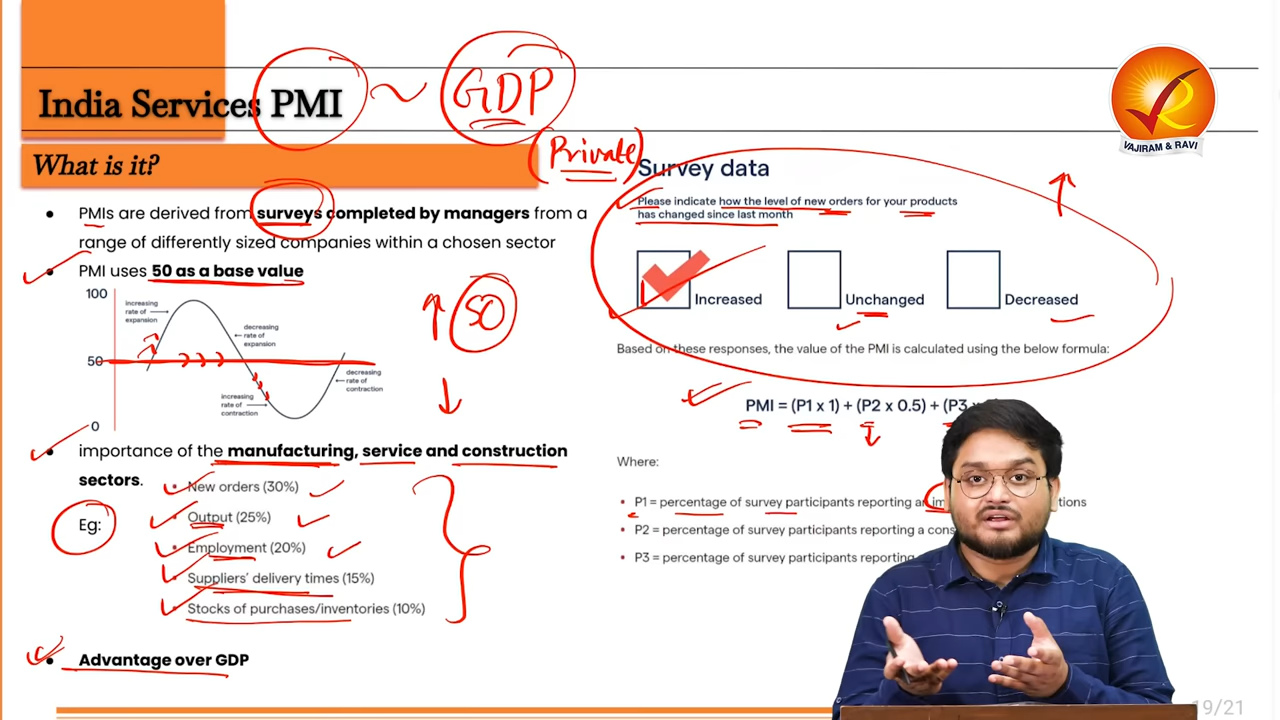 India Services PMI ~ GDP
(Private)
VAJIRAM & RAVI
What is it?
• PMIs are derived from surveys completed by managers from a
range of differently sized companies within a chosen sector
• PMI uses 50 as a base value
100
50
0
increasing
rate of
expansion
decreasing
rate of
expansion
increasing
rate of
contraction
decreasing
rate of
contraction
50
• importance of the manufacturing, service and construction
sectors.
Eg:
• New orders (30%)
• Output (25%)
• Employment (20%)
• Suppliers' delivery times (15%)
• Stocks of purchases/inventories (10%)
• Advantage over GDP
Survey data
Please indicate how the level of new orders for your products
has changed since last month
Increased
Unchanged
Decreased
Based on these responses, the value of the PMI is calculated using the below formula:
PMI = (P1 x 1) + (P2 x 0.5) + (P3
Where:
• P1 = percentage of survey participants reporting an
• P2 = percentage of survey participants reporting a
• P3 = percentage of survey participants reporting
19/21